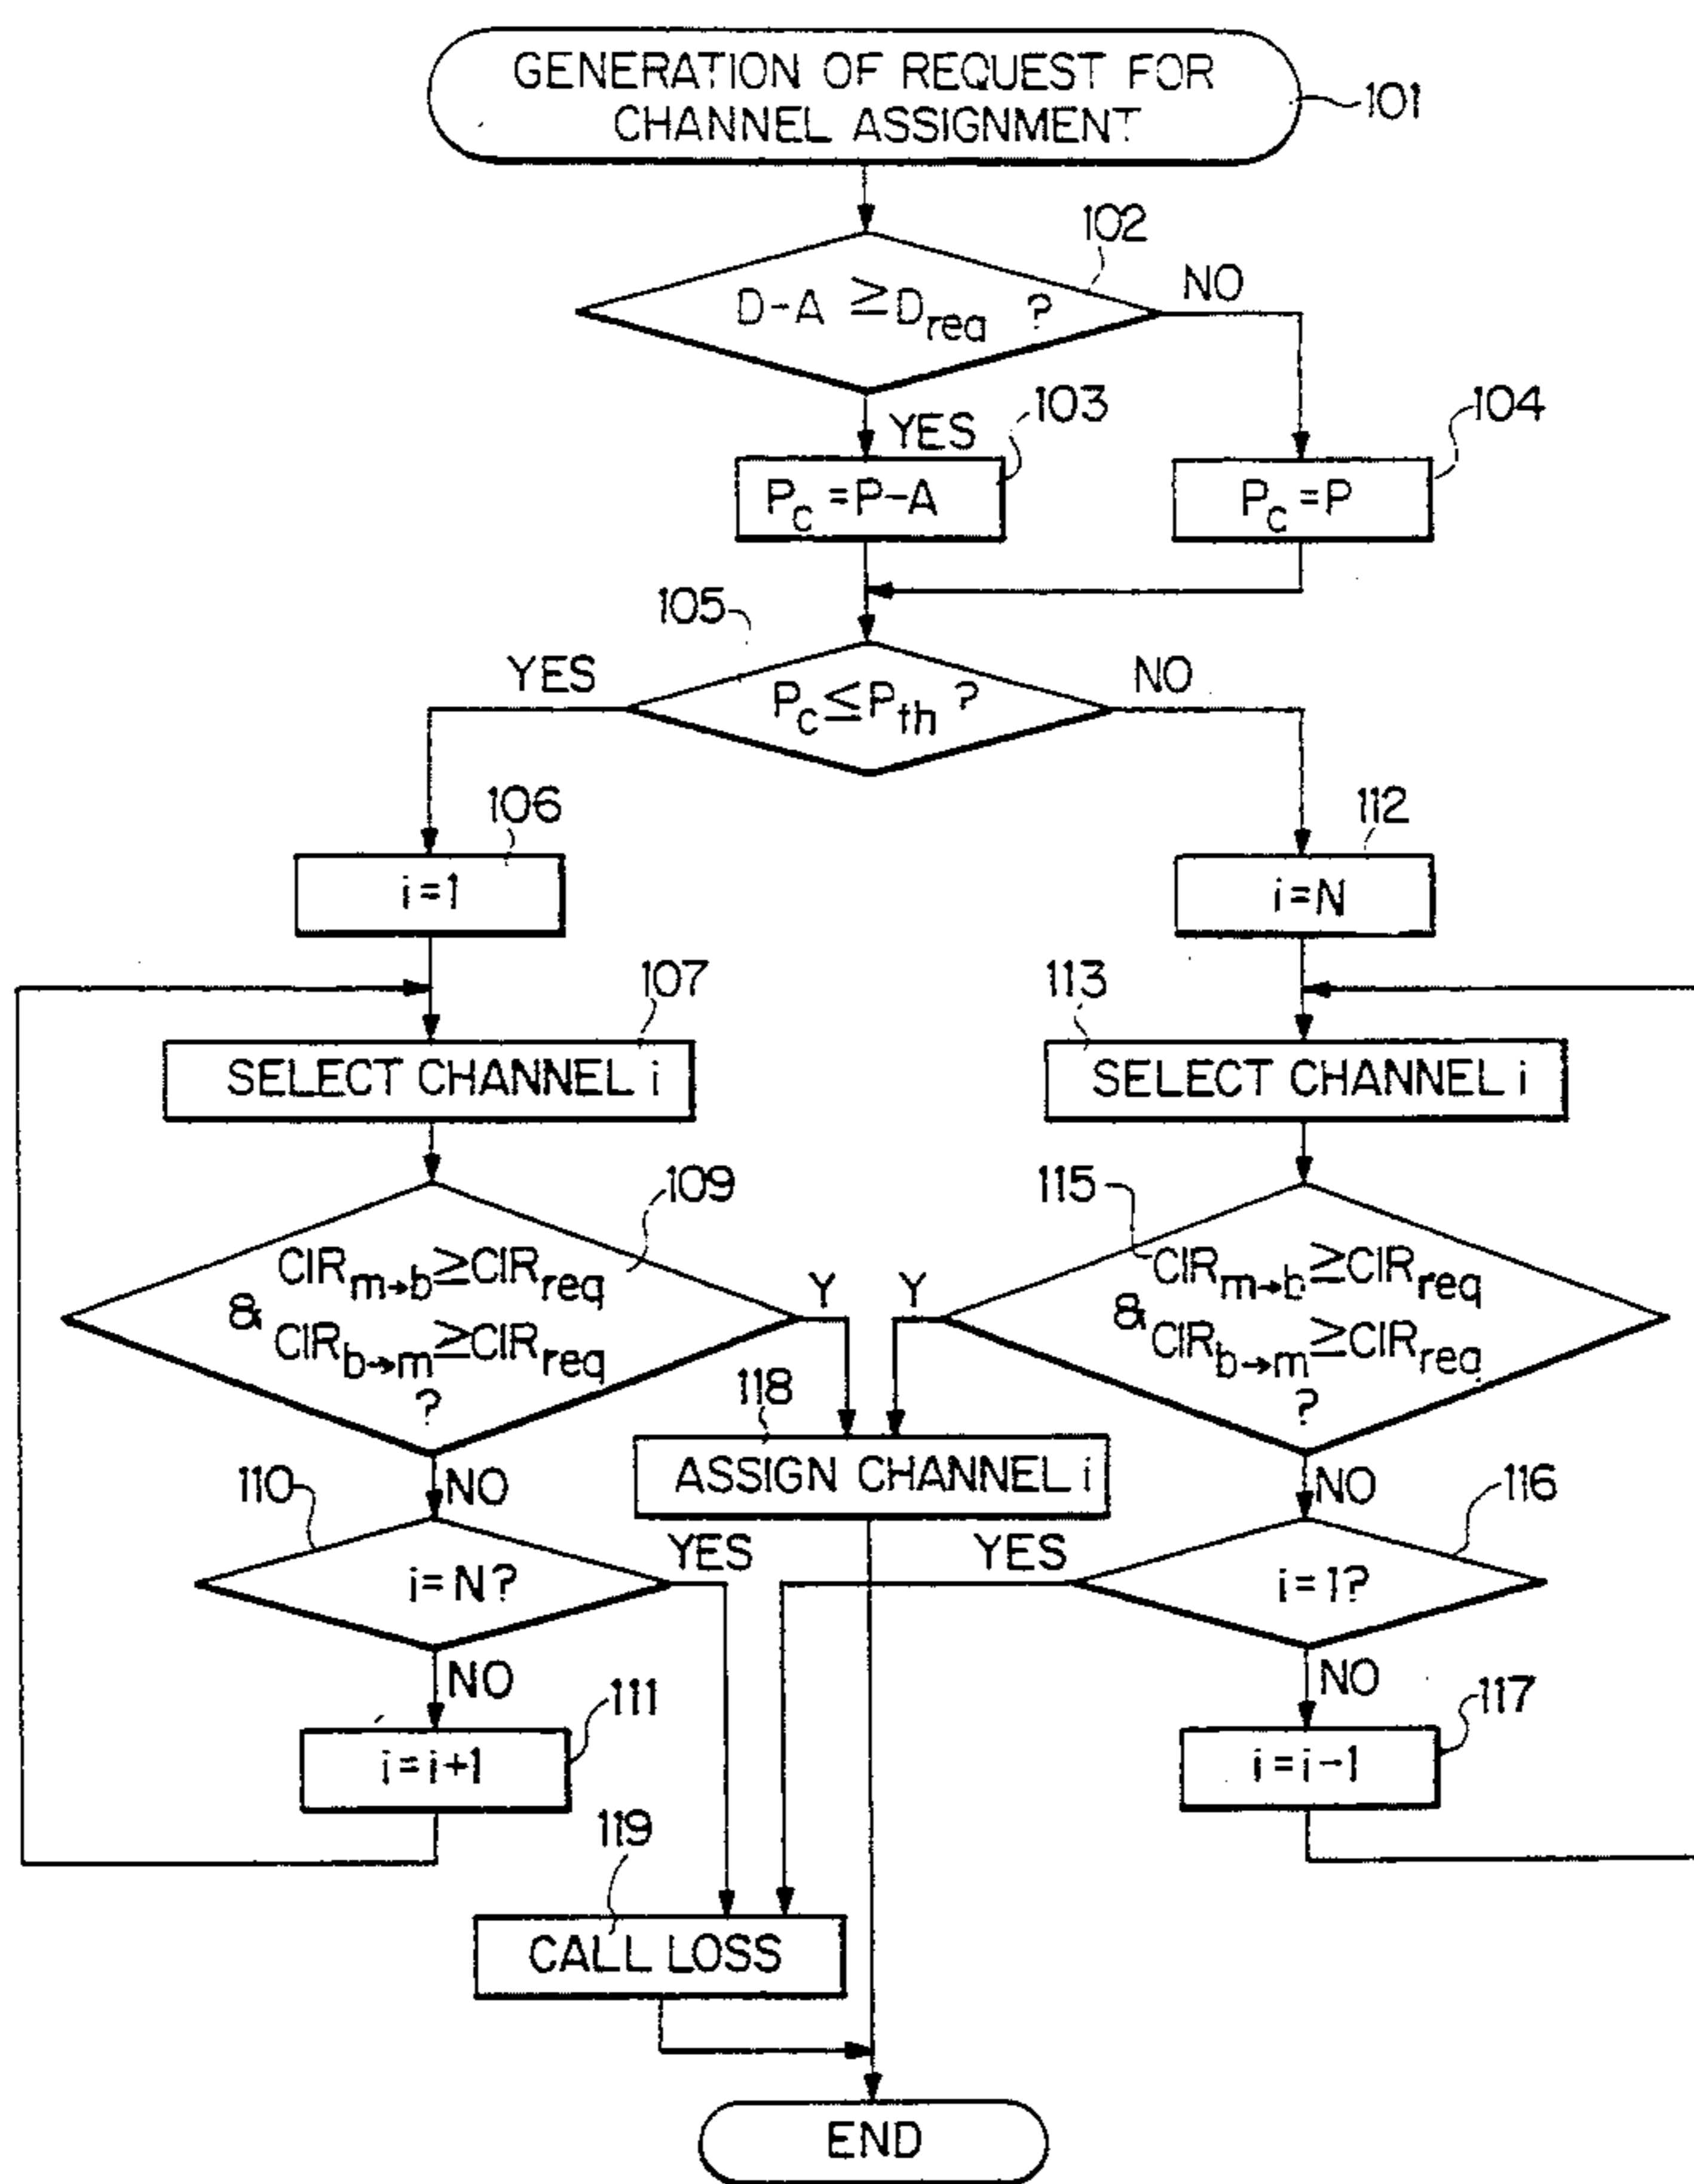 GENERATION OF REQUEST FOR
CHANNEL ASSIGNMENT
101
102
D-A ≥ D_req ?
NO
YES
103
104
P_c = P-A
P_c = P
105
YES
P_c ≤ P_th ?
NO
106
112
i=1
i=N
107
113
SELECT CHANNEL i
SELECT CHANNEL i
109
115
CIR_m→b ≥ CIR_req
& CIR_b→m ≥ CIR_req
?
Y
Y
CIR_m→b ≥ CIR_req
& CIR_b→m ≥ CIR_req
?
118
ASSIGN CHANNEL i
110
NO
NO
116
YES
YES
i=N?
i=1?
NO
NO
111
117
i=i+1
i=i-1
119
CALL LOSS
END